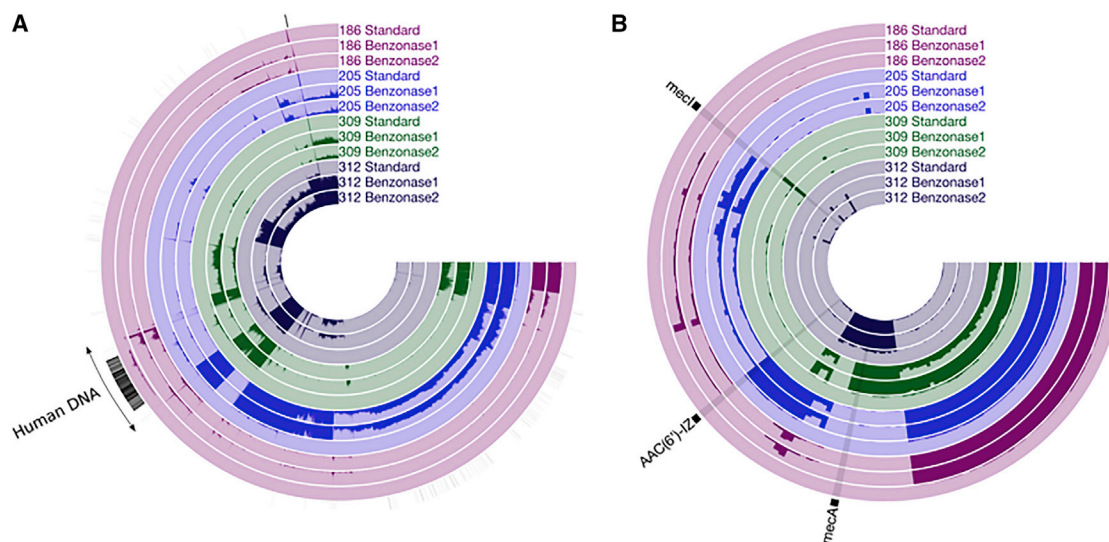 A
186 Standard
186 Benzonase1
186 Benzonase2
205 Standard
205 Benzonase1
205 Benzonase2
309 Standard
309 Benzonase1
309 Benzonase2
312 Standard
312 Benzonase1
312 Benzonase2
Human DNA
B
186 Standard
186 Benzonase1
186 Benzonase2
205 Standard
205 Benzonase1
205 Benzonase2
309 Standard
309 Benzonase1
309 Benzonase2
312 Standard
312 Benzonase1
312 Benzonase2
mecI
AAC(6')-IZ
mecA